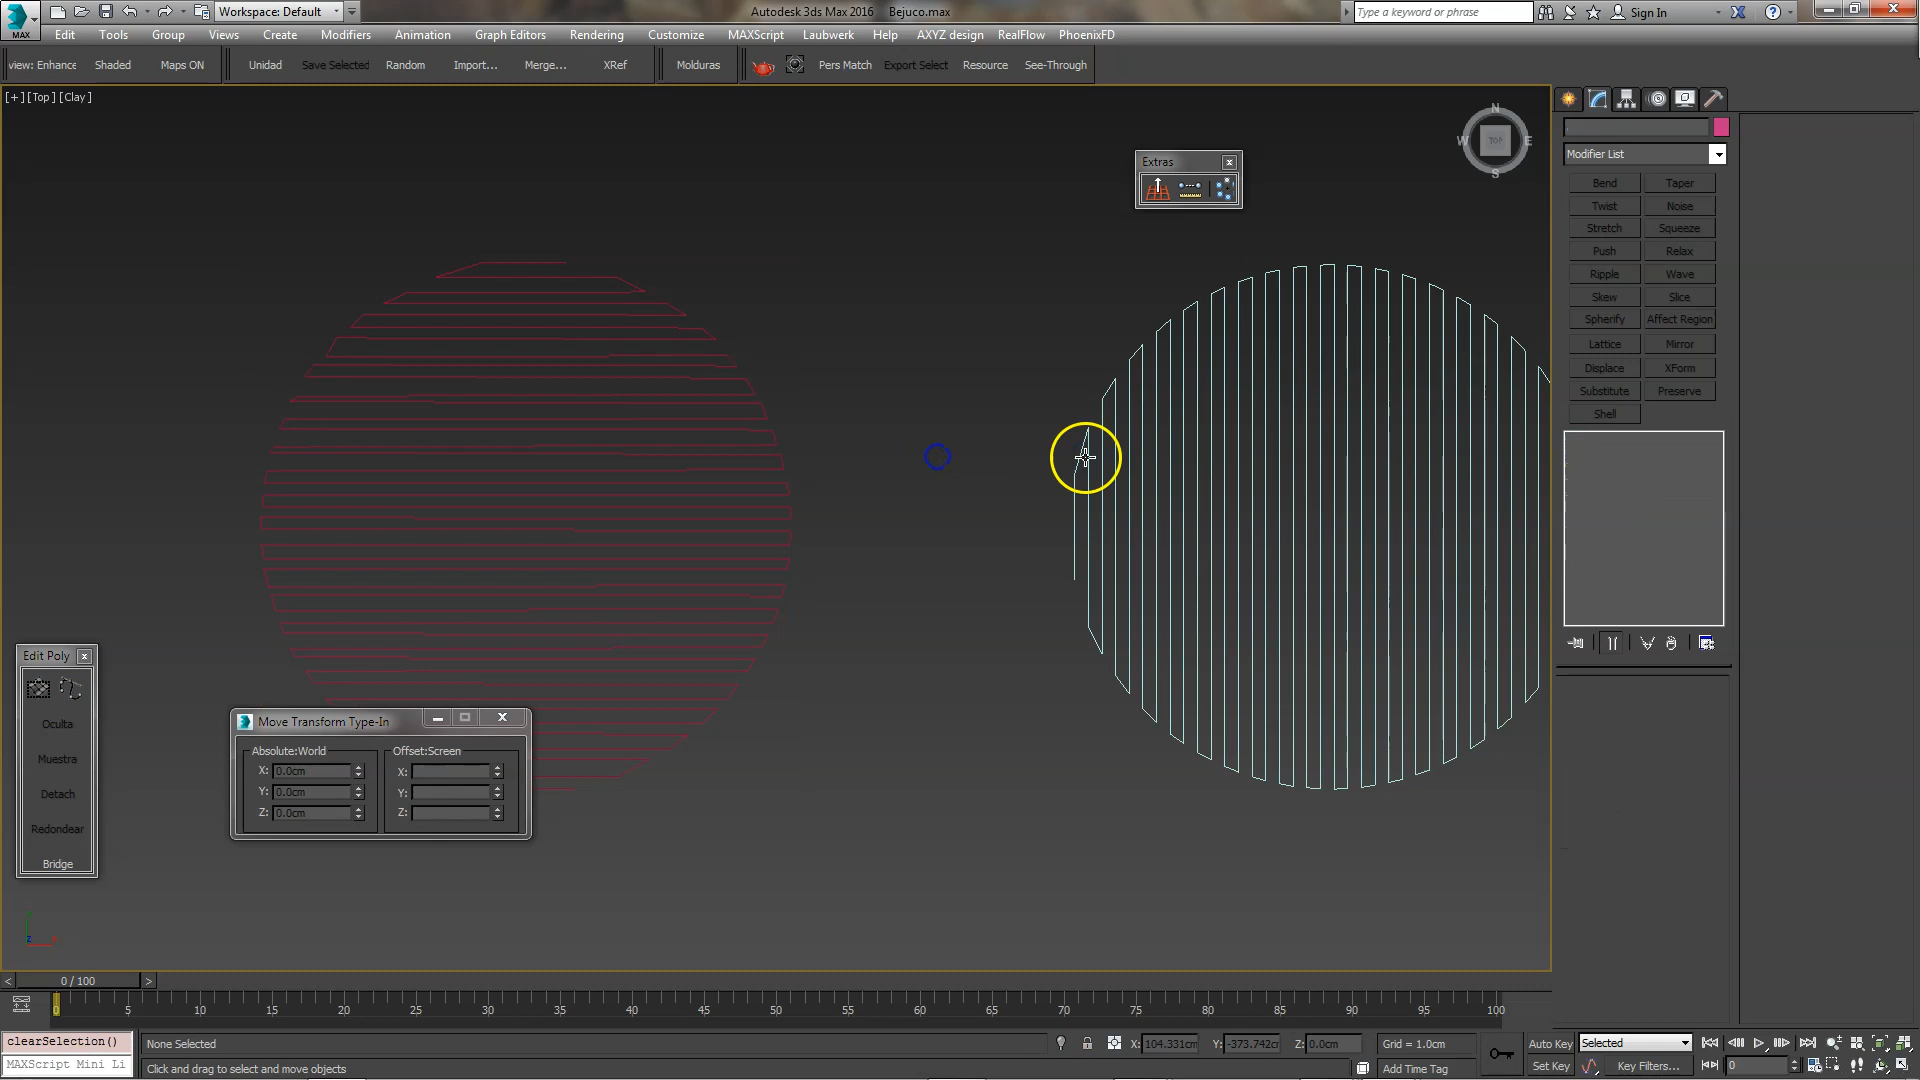 Workspace: Default
Autodesk 3ds Max 2016 Bejuco.max
Type a keyword or phrase
Sign In
MAX
Edit Tools Group Views Create Modifiers Animation Graph Editors Rendering Customize MAXScript Laubwerk Help AXYZ design RealFlow PhoenixFD
view: Enhance Shaded Maps ON Unidad Save Selected Random Import... Merge... XRef Molduras Pers Match Export Select Resource See-Through
[+] [Top] [Clay]
N
W TOP E
S
Extras
Modifier List
Bend Taper
Twist Noise
Stretch Squeeze
Push Relax
Ripple Wave
Skew Slice
Spherify Affect Region
Lattice Mirror
Displace XForm
Substitute Preserve
Shell
Edit Poly
Oculta
Muestra
Detach
Redondear
Bridge
Move Transform Type-In
Absolute:World Offset:Screen
X: 0.0cm X:
Y: 0.0cm Y:
Z: 0.0cm Z:
< 0 / 100 >
0 5 10 15 20 25 30 35 40 45 50 55 60 65 70 75 80 85 90 95 100
clearSelection() None Selected X: 104.331cm Y: -373.742cm Z: 0.0cm Grid = 1.0cm Auto Key Selected
MAXScript Mini Li Click and drag to select and move objects Add Time Tag Set Key Key Filters... 0